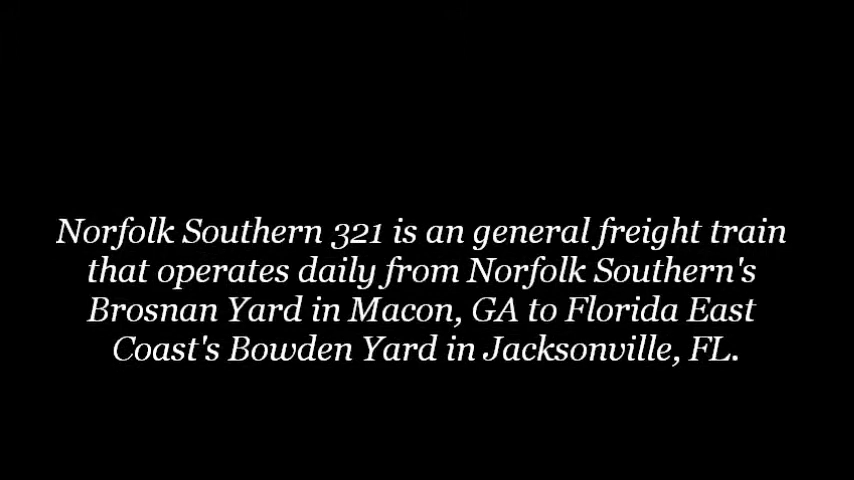 Norfolk Southern 321 is an general freight train
that operates daily from Norfolk Southern's
Brosnan Yard in Macon, GA to Florida East
Coast's Bowden Yard in Jacksonville, FL.